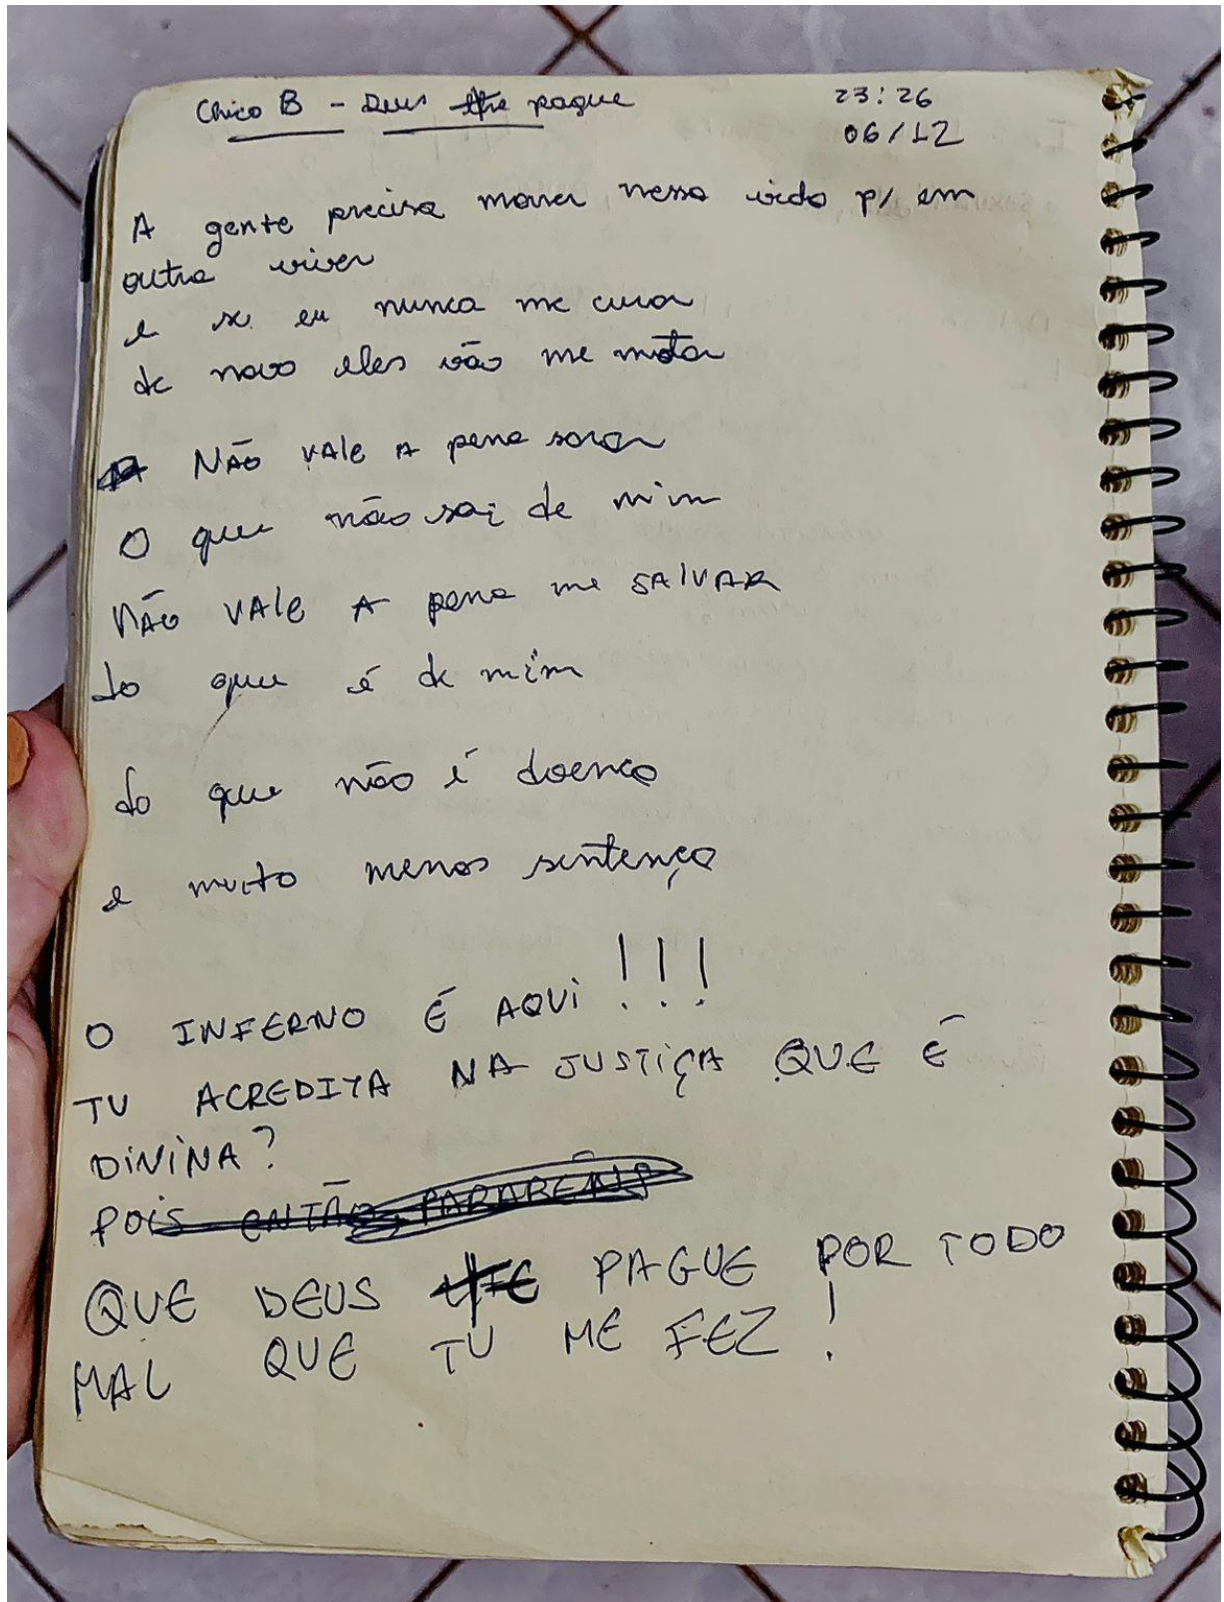 Chico B - Deus lhe pague
23:26
06/12
A gente precisa morrer nessa vida p/ em
outra viver
e se eu nunca me curar
de novo eles vão me matar
Não vale a pena sarar
O que não sai de mim
Não vale a pena me salvar
do que é de mim
do que não é doença
e muito menos sentença
O INFERNO É AQUI !!!
TU ACREDITA NA JUSTIÇA QUE É
DIVINA?
POIS ENTÃO
QUE DEUS LHE PAGUE POR TODO
MAL QUE TU ME FEZ!